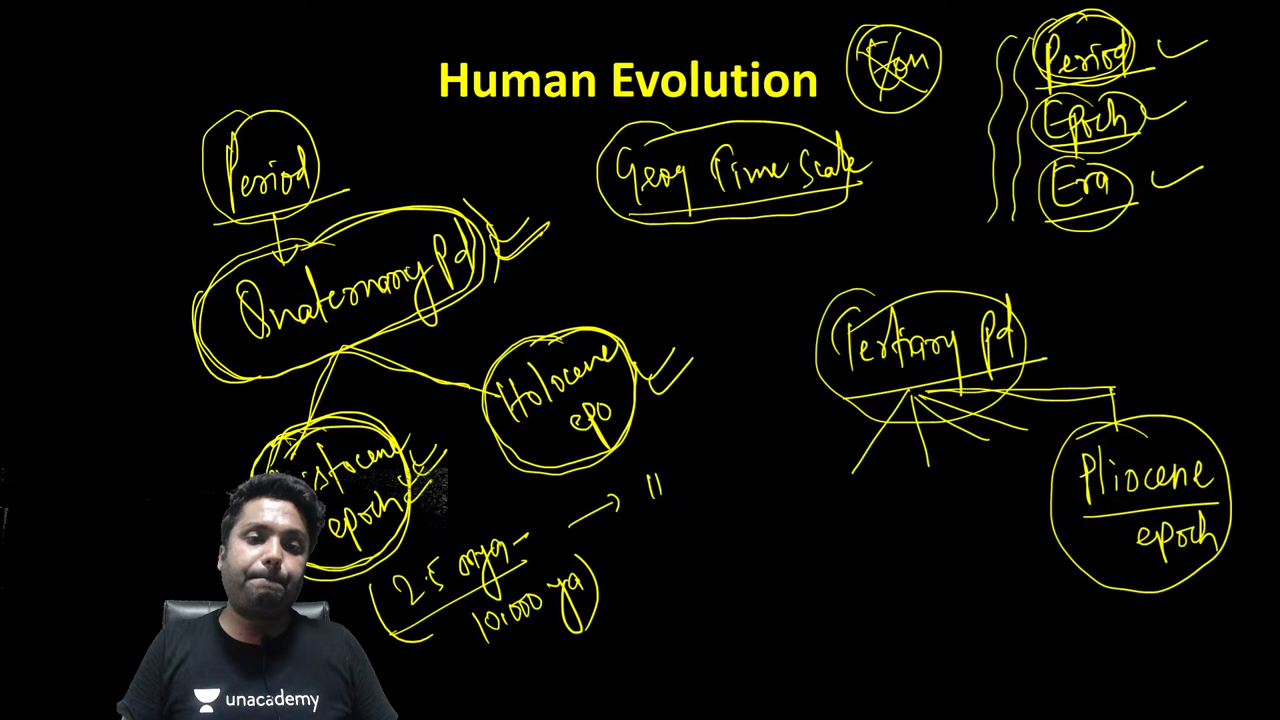 Human Evolution
Eon
Period
Epoch
Era
Geog Time Scale
Period
Quaternary Pd
Holocene
epo
epoch
2.5 mya -
10,000 ya
→ "
Tertiary Pd
Pliocene
epoch
unacademy